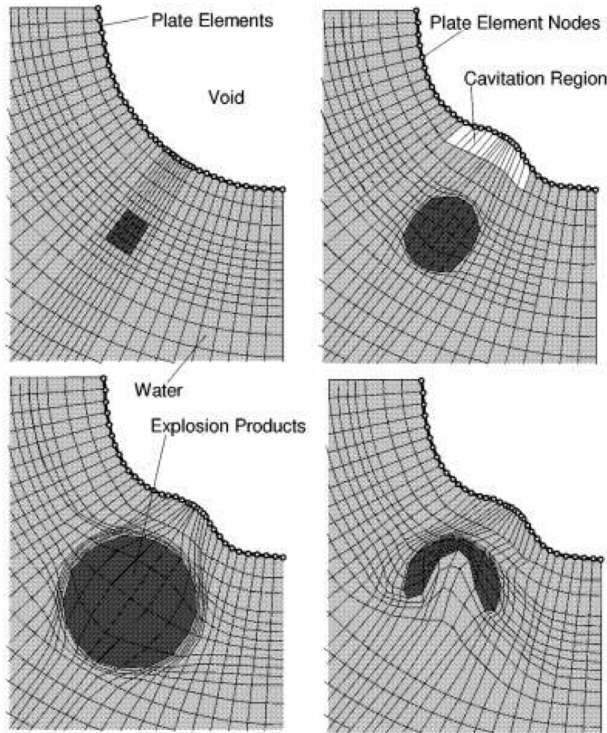 Plate Elements
Void
Plate Element Nodes
Cavitation Region
Water
Explosion Products